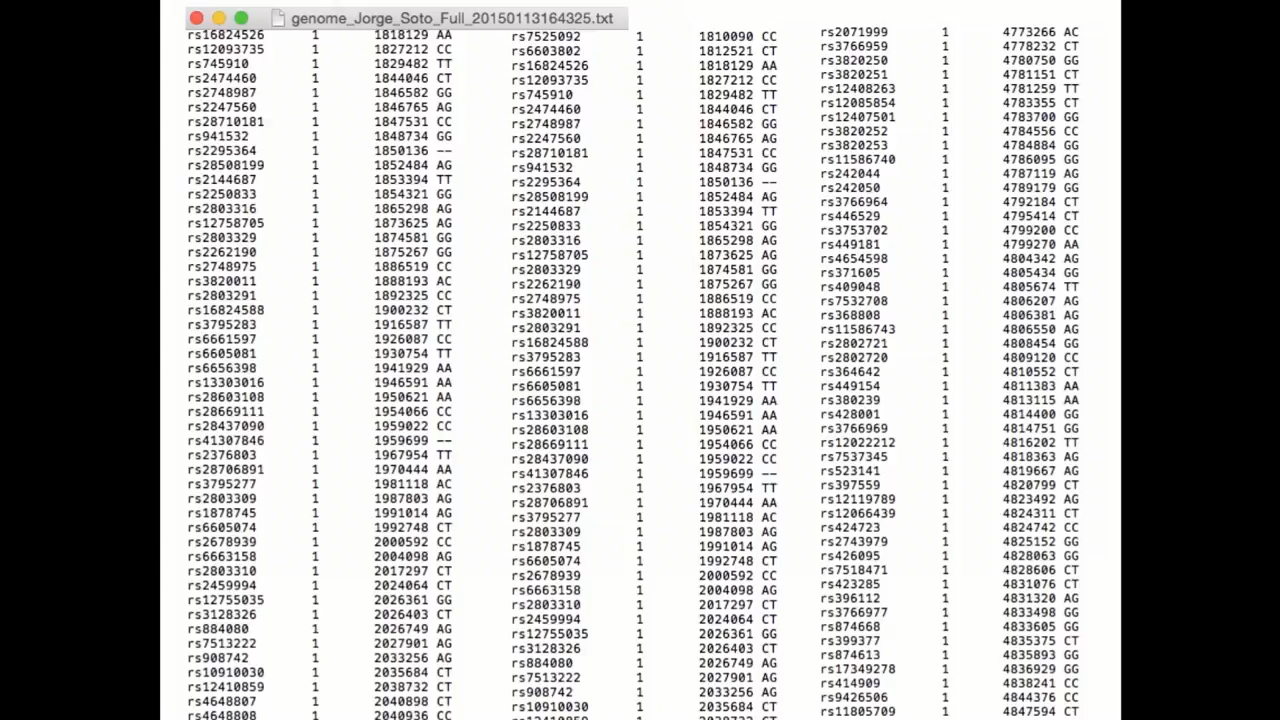 genome_Jorge_Soto_Full_20150113164325.txt
rs16824526 1 1818129 AA
rs12093735 1 1827212 CC
rs745910 1 1829482 TT
rs2474460 1 1844046 CT
rs2748987 1 1846582 GG
rs2247560 1 1846765 AG
rs28710181 1 1847531 CC
rs941532 1 1848734 GG
rs2295364 1 1850136 --
rs28508199 1 1852484 AG
rs2144687 1 1853394 TT
rs2250833 1 1854321 GG
rs2803316 1 1865298 AG
rs12758705 1 1873625 AG
rs2803329 1 1874581 GG
rs2262190 1 1875267 GG
rs2748975 1 1886519 CC
rs3820011 1 1888193 AC
rs2803291 1 1892325 CC
rs16824588 1 1900232 CT
rs3795283 1 1916587 TT
rs6661597 1 1926087 CC
rs6605081 1 1930754 TT
rs6656398 1 1941929 AA
rs13303016 1 1946591 AA
rs28603108 1 1950621 AA
rs28669111 1 1954066 CC
rs28437090 1 1959022 CC
rs41307846 1 1959699 --
rs2376803 1 1967954 TT
rs28706891 1 1970444 AA
rs3795277 1 1981118 AC
rs2803309 1 1987803 AG
rs1878745 1 1991014 AG
rs6605074 1 1992748 CT
rs2678939 1 2000592 CC
rs6663158 1 2004098 AG
rs2803310 1 2017297 CT
rs2459994 1 2024064 CT
rs12755035 1 2026361 GG
rs3128326 1 2026403 CT
rs884080 1 2026749 AG
rs7513222 1 2027901 AG
rs908742 1 2033256 AG
rs10910030 1 2035684 CT
rs12410859 1 2038732 CT
rs4648807 1 2040898 CT
rs4648808 1 2040936 CC
rs7525092 1 1810090 CC
rs6603802 1 1812521 CT
rs16824526 1 1818129 AA
rs12093735 1 1827212 CC
rs745910 1 1829482 TT
rs2474460 1 1844046 CT
rs2748987 1 1846582 GG
rs2247560 1 1846765 AG
rs28710181 1 1847531 CC
rs941532 1 1848734 GG
rs2295364 1 1850136 --
rs28508199 1 1852484 AG
rs2144687 1 1853394 TT
rs2250833 1 1854321 GG
rs2803316 1 1865298 AG
rs12758705 1 1873625 AG
rs2803329 1 1874581 GG
rs2262190 1 1875267 GG
rs2748975 1 1886519 CC
rs3820011 1 1888193 AC
rs2803291 1 1892325 CC
rs16824588 1 1900232 CT
rs3795283 1 1916587 TT
rs6661597 1 1926087 CC
rs6605081 1 1930754 TT
rs6656398 1 1941929 AA
rs13303016 1 1946591 AA
rs28603108 1 1950621 AA
rs28669111 1 1954066 CC
rs28437090 1 1959022 CC
rs41307846 1 1959699 --
rs2376803 1 1967954 TT
rs28706891 1 1970444 AA
rs3795277 1 1981118 AC
rs2803309 1 1987803 AG
rs1878745 1 1991014 AG
rs6605074 1 1992748 CT
rs2678939 1 2000592 CC
rs6663158 1 2004098 AG
rs2803310 1 2017297 CT
rs2459994 1 2024064 CT
rs12755035 1 2026361 GG
rs3128326 1 2026403 CT
rs884080 1 2026749 AG
rs7513222 1 2027901 AG
rs908742 1 2033256 AG
rs10910030 1 2035684 CT
rs12410859 1 2038732 CT
rs2071999 1 4773266 AC
rs3766959 1 4778232 CT
rs3820250 1 4780750 GG
rs3820251 1 4781151 CT
rs12408263 1 4781259 TT
rs12085854 1 4783355 CT
rs12407501 1 4783700 GG
rs3820252 1 4784556 CC
rs3820253 1 4784884 GG
rs11586740 1 4786095 GG
rs242044 1 4787119 AG
rs242050 1 4789179 GG
rs3766964 1 4792184 CT
rs446529 1 4795414 CT
rs3753702 1 4799200 CC
rs449181 1 4799270 AA
rs4654598 1 4804342 AG
rs371605 1 4805434 GG
rs409048 1 4805674 TT
rs7532708 1 4806207 AG
rs368808 1 4806381 AG
rs11586743 1 4806550 AG
rs2802721 1 4808454 GG
rs2802720 1 4809120 CC
rs364642 1 4810552 CT
rs449154 1 4811383 AA
rs380239 1 4813115 AA
rs428001 1 4814400 GG
rs3766969 1 4814751 GG
rs12022212 1 4816202 TT
rs7537345 1 4818363 AG
rs523141 1 4819667 AG
rs397559 1 4820799 CT
rs12119789 1 4823492 AG
rs12066439 1 4824311 CT
rs424723 1 4824742 CC
rs2743979 1 4825152 GG
rs426095 1 4828063 GG
rs7518471 1 4828606 CT
rs423285 1 4831076 CT
rs396112 1 4831320 AG
rs3766977 1 4833498 GG
rs874668 1 4833605 GG
rs399377 1 4835375 CT
rs874613 1 4835893 GG
rs17349278 1 4836929 GG
rs414909 1 4838241 CC
rs9426506 1 4844376 CC
rs11805709 1 4847594 CT